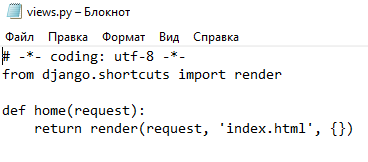 views.py – Блокнот
Файл Правка Формат Вид Справка
# -*- coding: utf-8 -*-
from django.shortcuts import render

def home(request):
    return render(request, 'index.html', {})